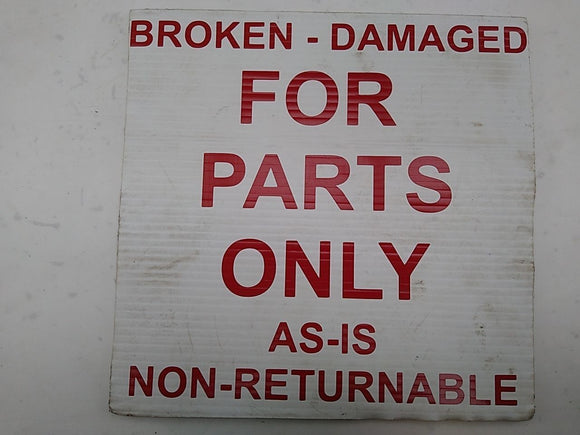 BROKEN - DAMAGED
FOR
PARTS
ONLY
AS-IS
NON-RETURNABLE